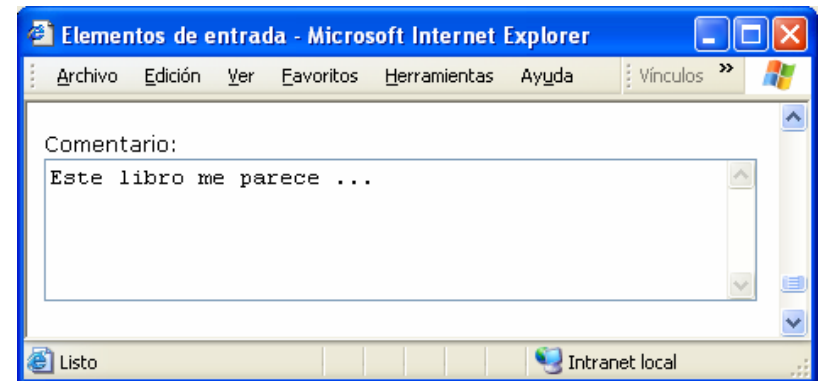 Elementos de entrada - Microsoft Internet Explorer
Archivo Edición Ver Favoritos Herramientas Ayuda Vínculos »
Comentario:
Este libro me parece ...
Listo Intranet local